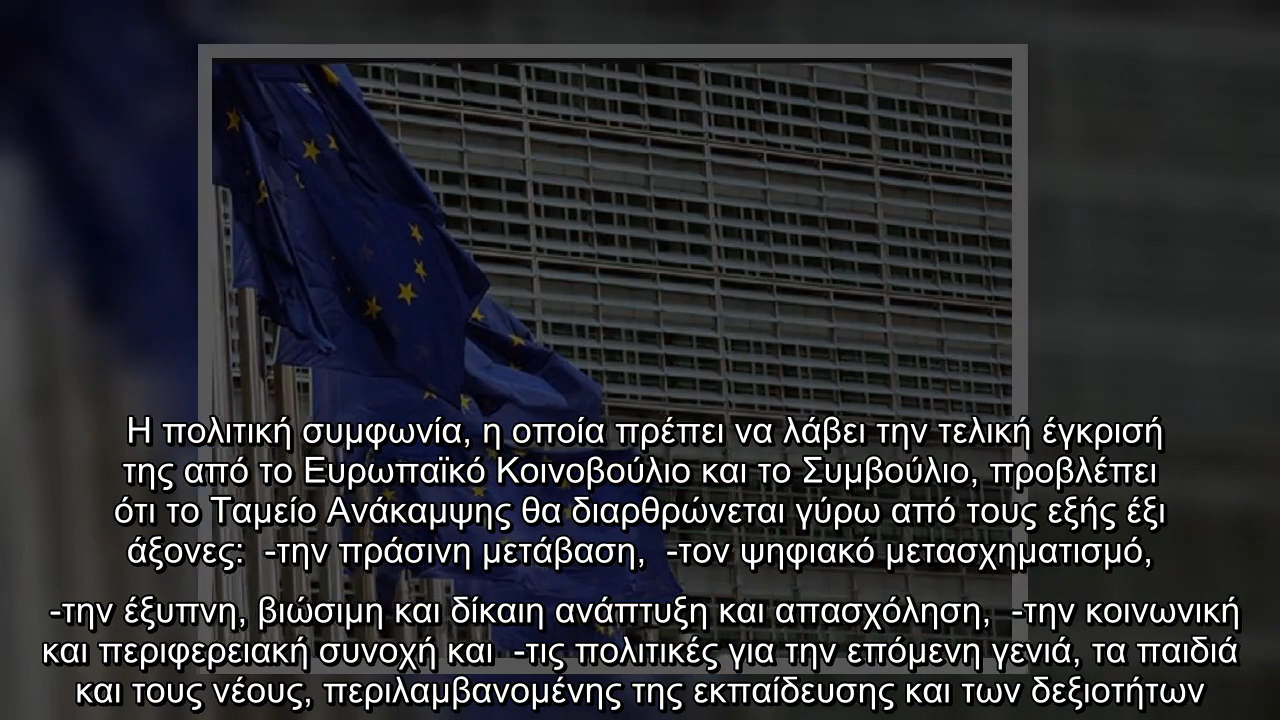 Η πολιτική συμφωνία, η οποία πρέπει να λάβει την τελική έγκρισή
της από το Ευρωπαϊκό Κοινοβούλιο και το Συμβούλιο, προβλέπει
ότι το Ταμείο Ανάκαμψης θα διαρθρώνεται γύρω από τους εξής έξι
άξονες:  -την πράσινη μετάβαση,  -τον ψηφιακό μετασχηματισμό,
-την έξυπνη, βιώσιμη και δίκαιη ανάπτυξη και απασχόληση,  -την κοινωνική
και περιφερειακή συνοχή και  -τις πολιτικές για την επόμενη γενιά, τα παιδιά
και τους νέους, περιλαμβανομένης της εκπαίδευσης και των δεξιοτήτων